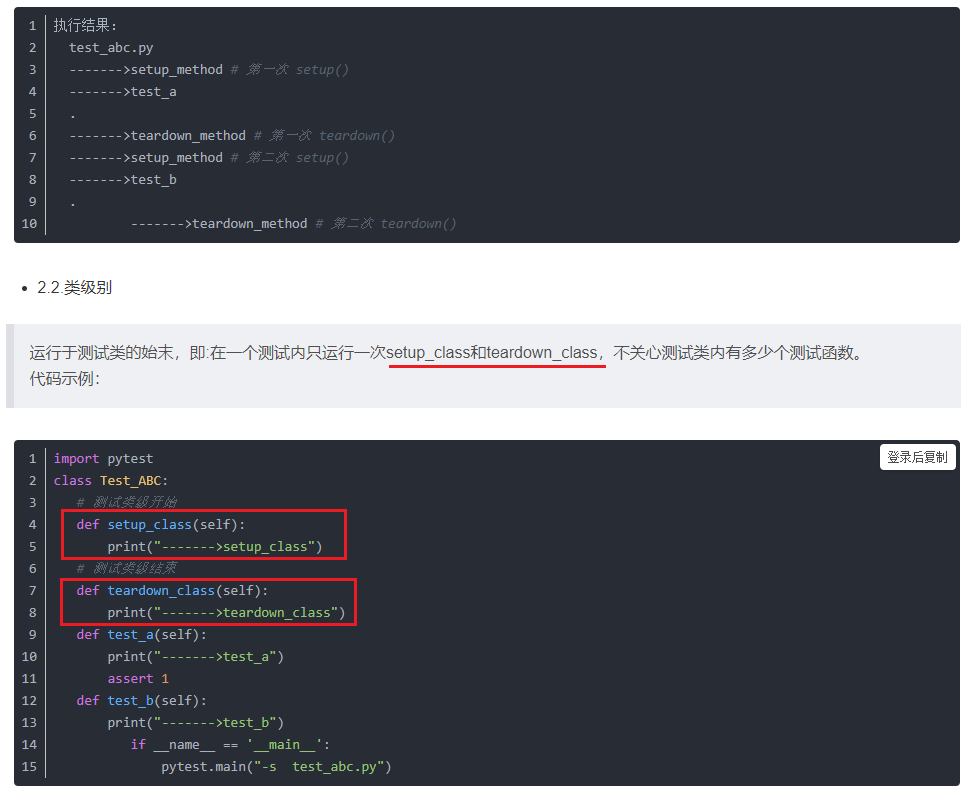 1 执行结果：
2 test_abc.py
3 ------->setup_method # 第一次 setup()
4 ------->test_a
5 .
6 ------->teardown_method # 第一次 teardown()
7 ------->setup_method # 第二次 setup()
8 ------->test_b
9 .
10 ------->teardown_method # 第二次 teardown()
• 2.2.类级别
运行于测试类的始末，即:在一个测试内只运行一次setup_class和teardown_class，不关心测试类内有多少个测试函数。
代码示例：
登录后复制
1 import pytest
2 class Test_ABC:
3 # 测试类级开始
4 def setup_class(self):
5 print("------->setup_class")
6 # 测试类级结束
7 def teardown_class(self):
8 print("------->teardown_class")
9 def test_a(self):
10 print("------->test_a")
11 assert 1
12 def test_b(self):
13 print("------->test_b")
14 if __name__ == '__main__':
15 pytest.main("-s  test_abc.py")